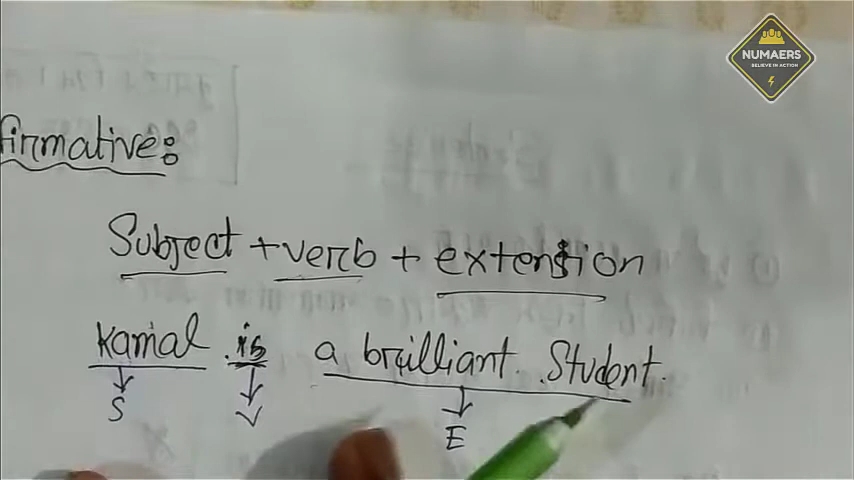 NUMAERS
BELIEVE IN ACTION
firmative:
Subject + verb + extension
Kamal is a brilliant Student.
S V E